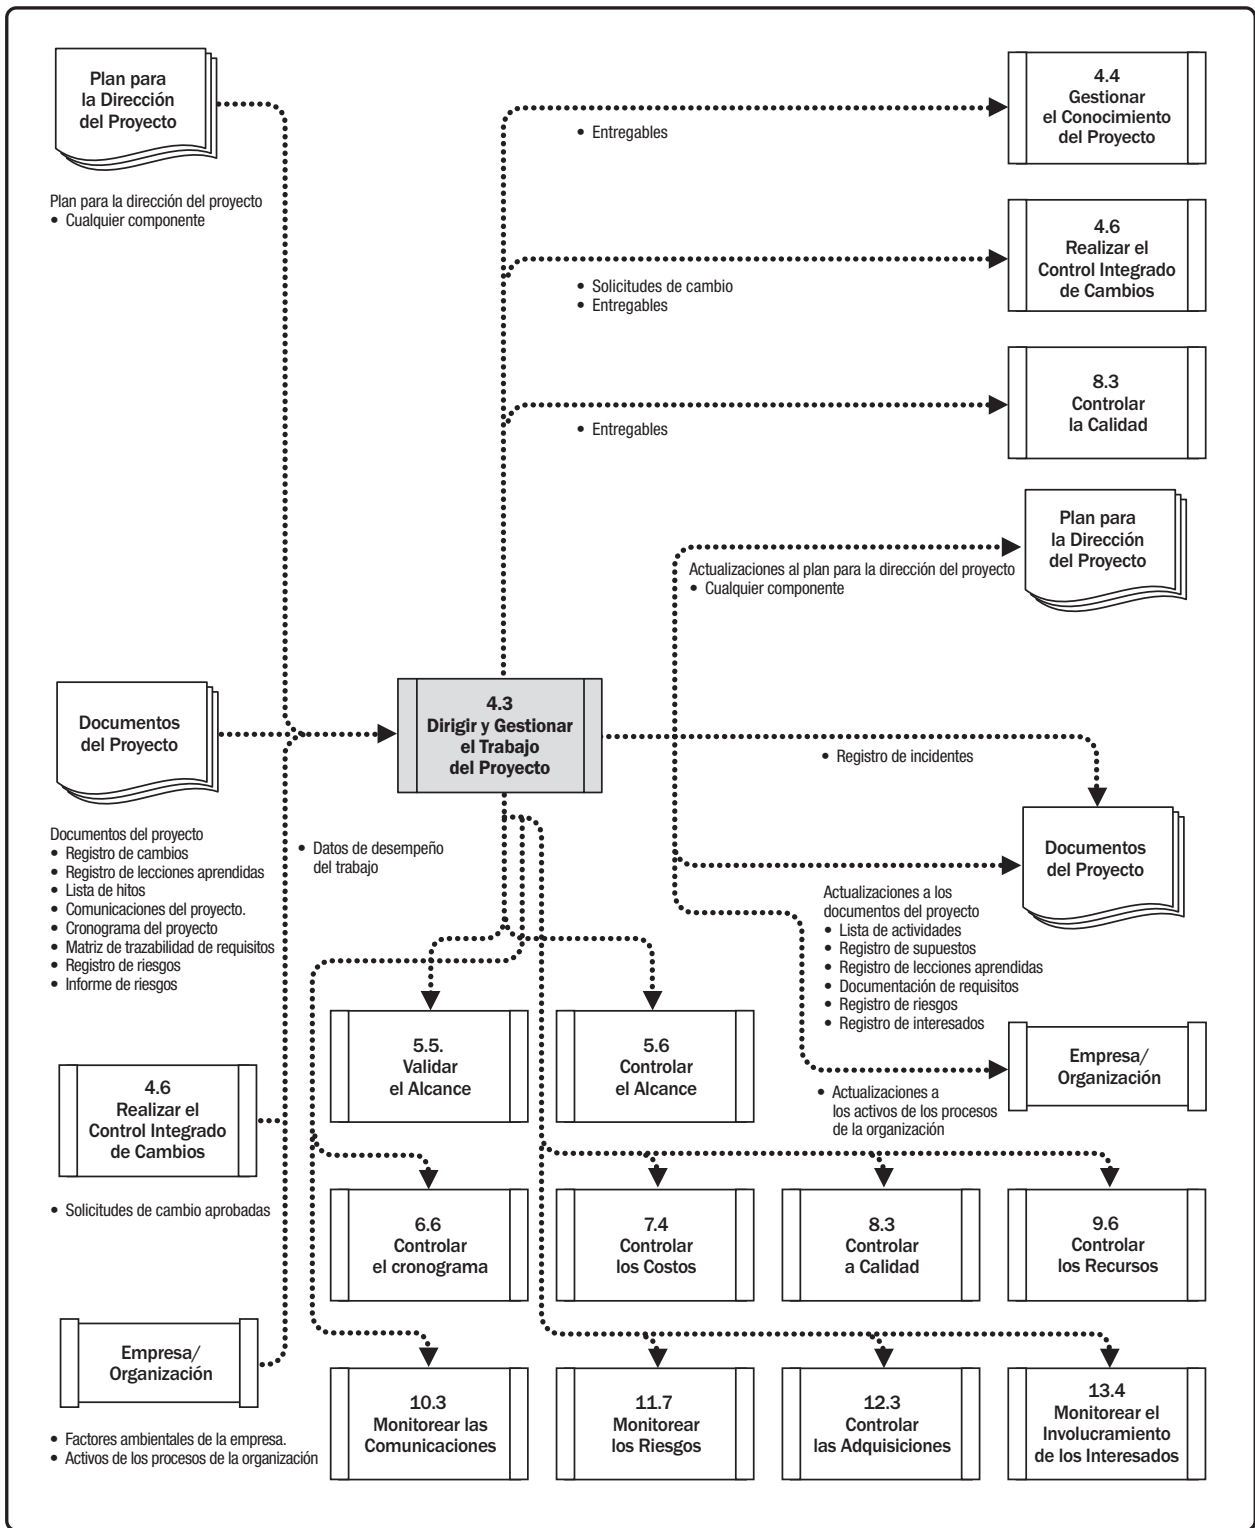 Plan para
la Dirección
del Proyecto
Plan para la dirección del proyecto
• Cualquier componente
• Entregables
4.4
Gestionar
el Conocimiento
del Proyecto
• Solicitudes de cambio
• Entregables
4.6
Realizar el
Control Integrado
de Cambios
• Entregables
8.3
Controlar
la Calidad
Actualizaciones al plan para la dirección del proyecto
• Cualquier componente
Plan para
la Dirección
del Proyecto
Documentos
del Proyecto
4.3
Dirigir y Gestionar
el Trabajo
del Proyecto
• Registro de incidentes
Documentos del proyecto
• Registro de cambios
• Registro de lecciones aprendidas
• Lista de hitos
• Comunicaciones del proyecto.
• Cronograma del proyecto
• Matriz de trazabilidad de requisitos
• Registro de riesgos
• Informe de riesgos
• Datos de desempeño
del trabajo
Documentos
del Proyecto
Actualizaciones a los
documentos del proyecto
• Lista de actividades
• Registro de supuestos
• Registro de lecciones aprendidas
• Documentación de requisitos
• Registro de riesgos
• Registro de interesados
5.5.
Validar
el Alcance
5.6
Controlar
el Alcance
Empresa/
Organización
• Actualizaciones a
los activos de los procesos
de la organización
4.6
Realizar el
Control Integrado
de Cambios
• Solicitudes de cambio aprobadas
6.6
Controlar
el cronograma
7.4
Controlar
los Costos
8.3
Controlar
a Calidad
9.6
Controlar
los Recursos
Empresa/
Organización
• Factores ambientales de la empresa.
• Activos de los procesos de la organización
10.3
Monitorear las
Comunicaciones
11.7
Monitorear
los Riesgos
12.3
Controlar
las Adquisiciones
13.4
Monitorear el
Involucramiento
de los Interesados